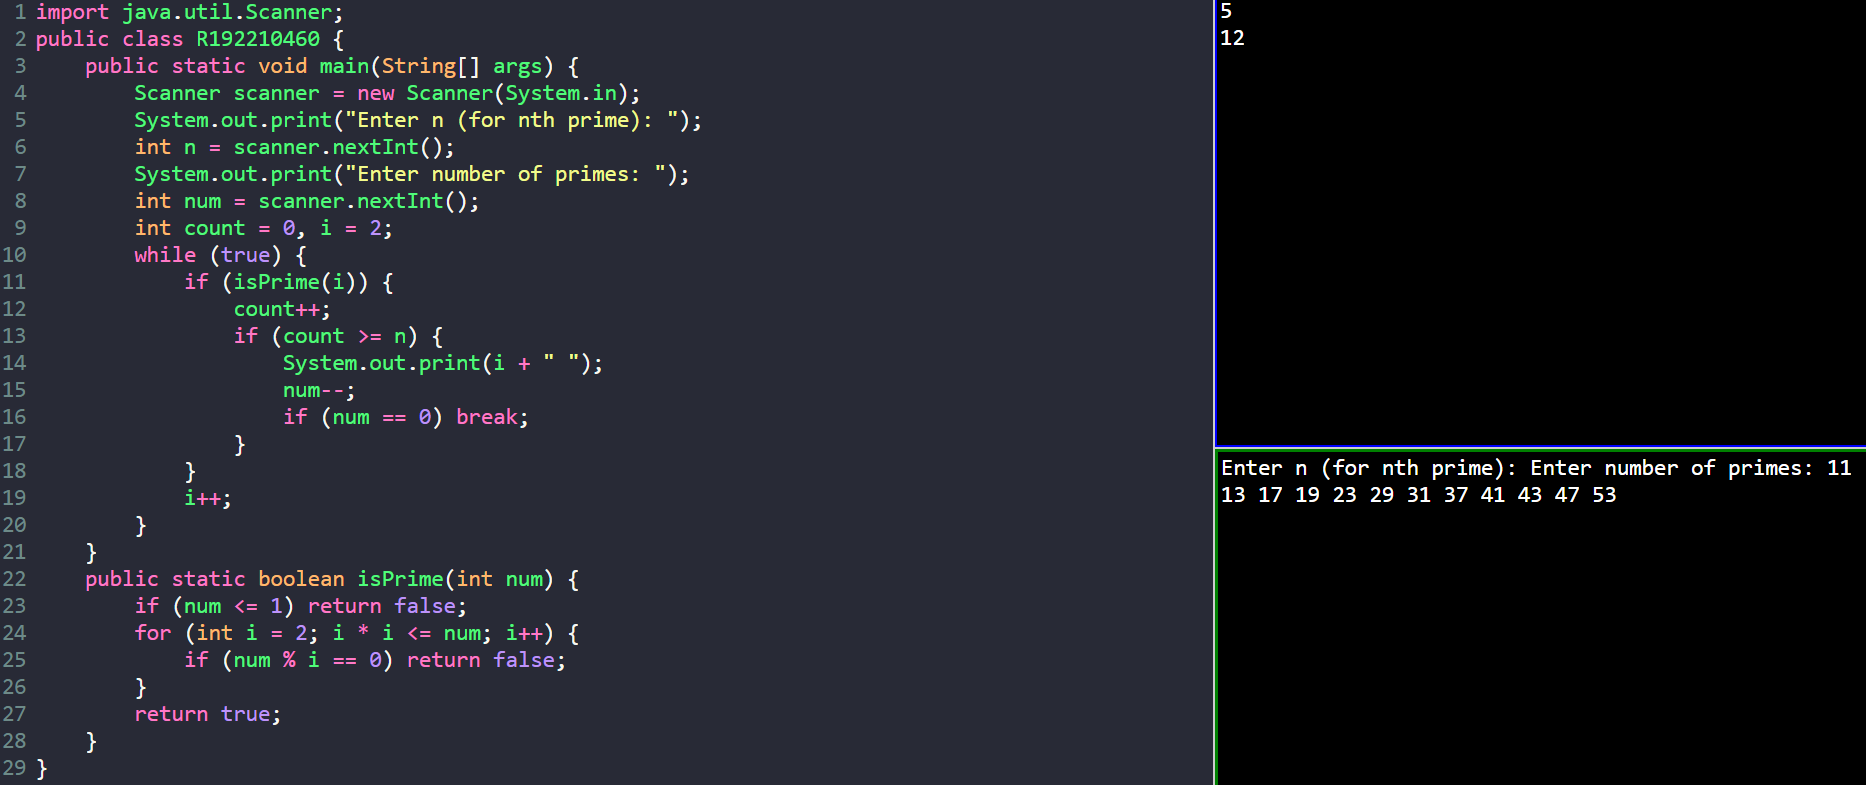 1 import java.util.Scanner;
2 public class R192210460 {
3     public static void main(String[] args) {
4         Scanner scanner = new Scanner(System.in);
5         System.out.print("Enter n (for nth prime): ");
6         int n = scanner.nextInt();
7         System.out.print("Enter number of primes: ");
8         int num = scanner.nextInt();
9         int count = 0, i = 2;
10         while (true) {
11             if (isPrime(i)) {
12                 count++;
13                 if (count >= n) {
14                     System.out.print(i + " ");
15                     num--;
16                     if (num == 0) break;
17                 }
18             }
19             i++;
20         }
21     }
22     public static boolean isPrime(int num) {
23         if (num <= 1) return false;
24         for (int i = 2; i * i <= num; i++) {
25             if (num % i == 0) return false;
26         }
27         return true;
28     }
29 }
5
12
Enter n (for nth prime): Enter number of primes: 11
13 17 19 23 29 31 37 41 43 47 53